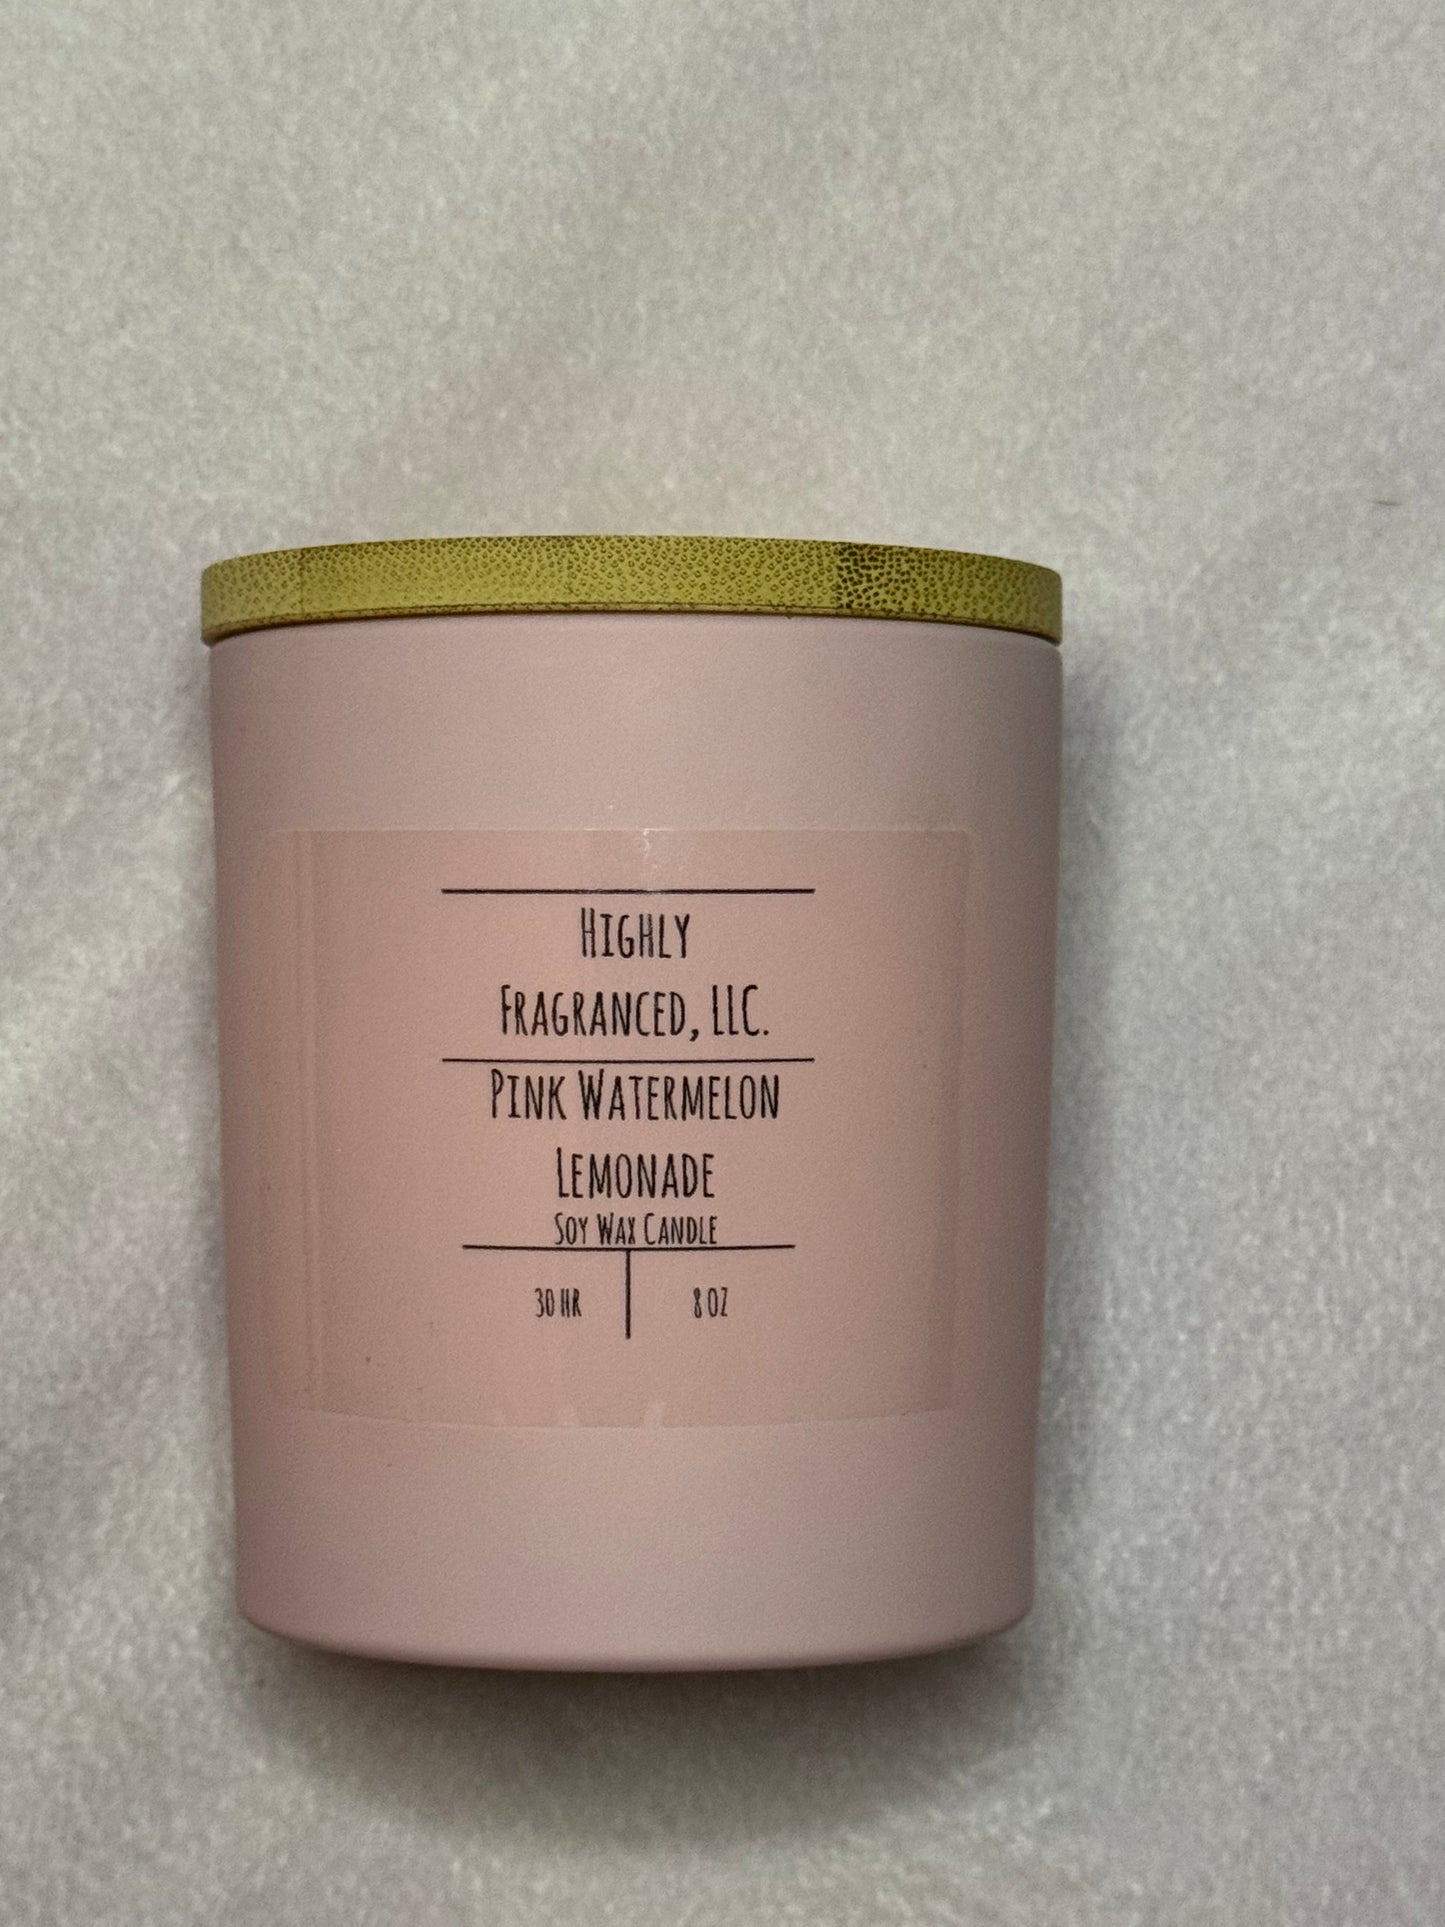 Highly
Fragranced, LLC.
Pink Watermelon
Lemonade
Soy Wax Candle
30 HR
8 OZ